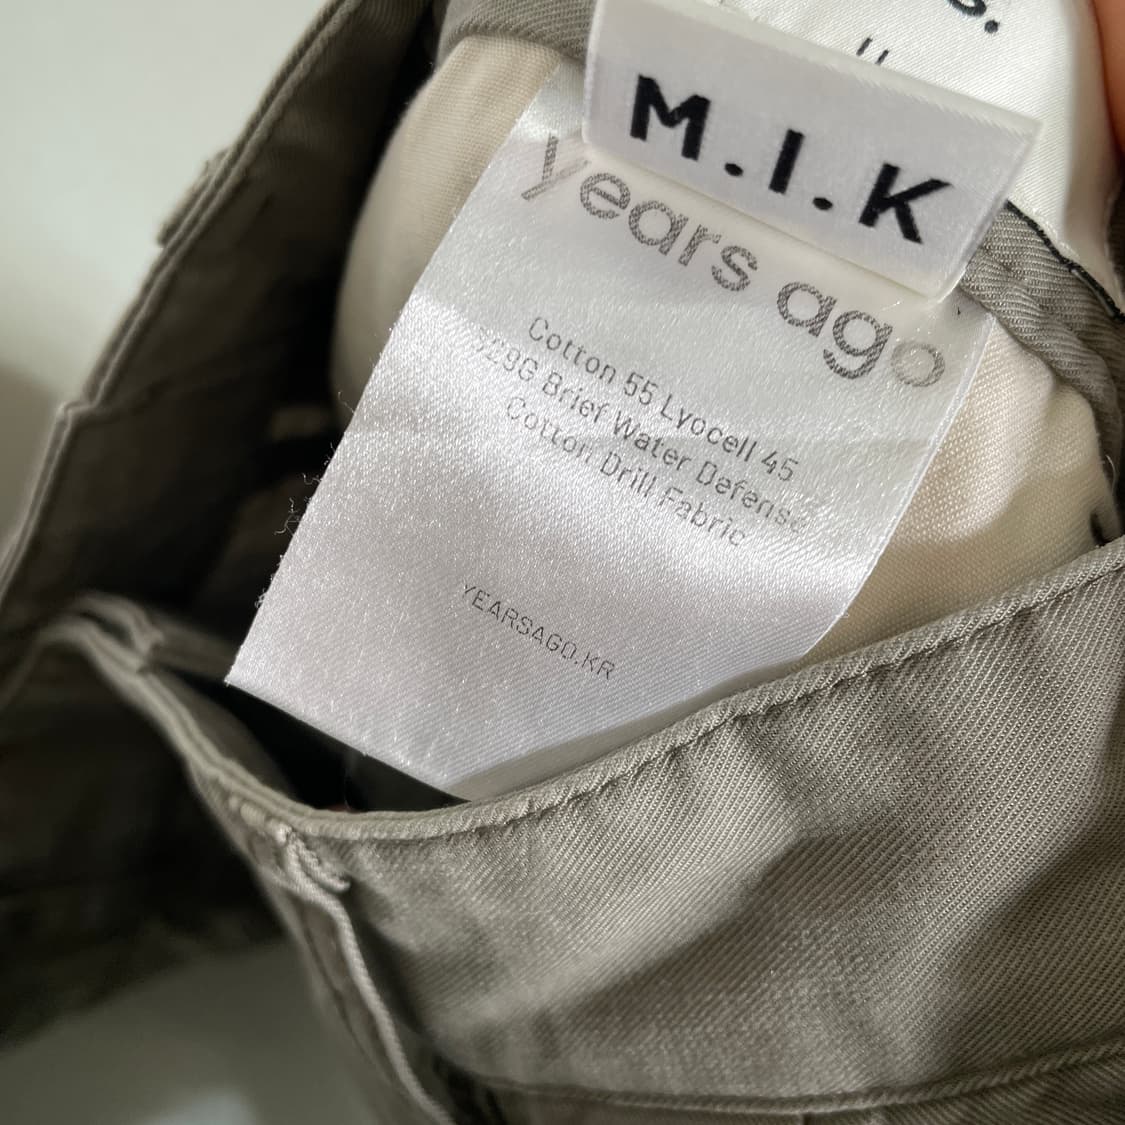 M.I.K
years ago
Cotton 55 Lyocell 45
Brief Water Defense
Cotton Drill Fabric
YEARSAGO.KR